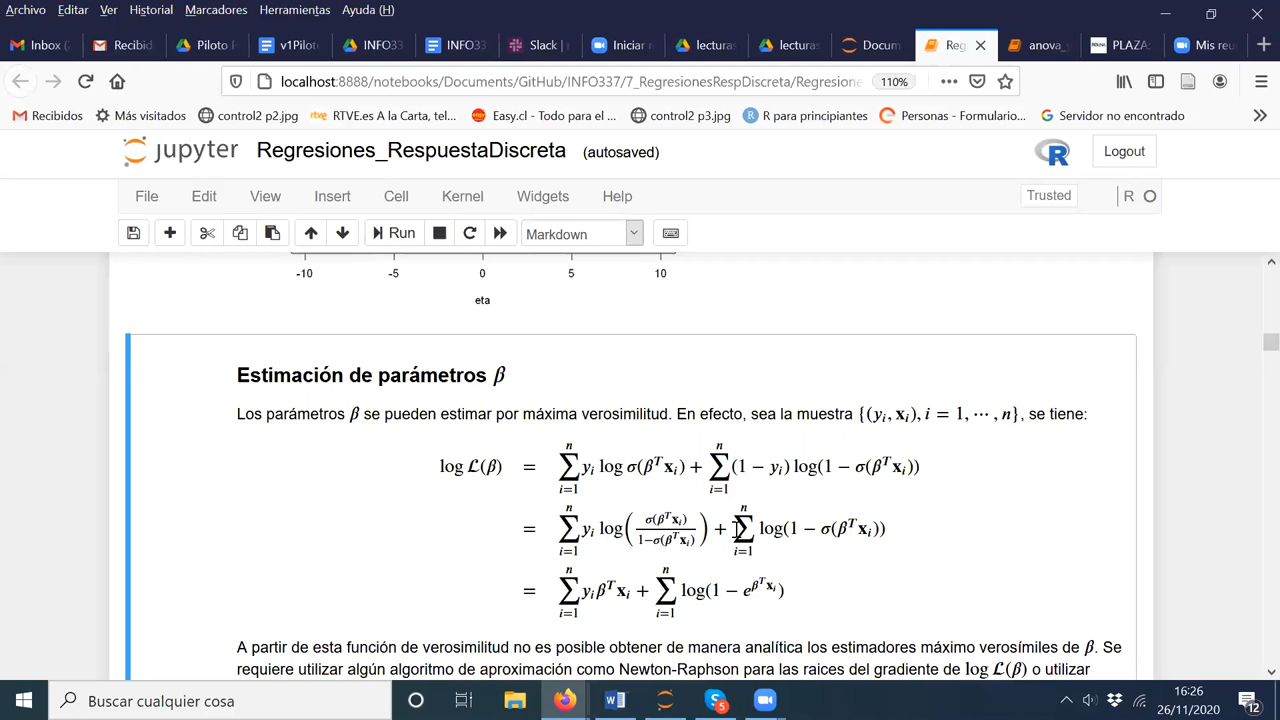 Archivo Editar Ver Historial Marcadores Herramientas Ayuda (H)
Inbox (2 Recibid Piloto P v1Pilot INFO33 INFO33 Slack | Iniciar r lecturas lecturas Docum Reg anova_ PLAZA: Mis reu
localhost:8888/notebooks/Documents/GitHub/INFO337/7_RegresionesRespDiscreta/Regresione 110%
Recibidos Más visitados control2 p2.jpg RTVE.es A La Carta, tel... Easy.cl - Todo para el ... control2 p3.jpg R para principiantes Personas - Formulario... Servidor no encontrado
jupyter Regresiones_RespuestaDiscreta (autosaved) R Logout
File Edit View Insert Cell Kernel Widgets Help Trusted R
Run Markdown
-10 -5 0 5 10
eta
Estimación de parámetros β
Los parámetros β se pueden estimar por máxima verosimilitud. En efecto, sea la muestra {(yᵢ, xᵢ), i = 1, ⋯ , n}, se tiene:
log ℒ(β) = ∑ᵢ₌₁ⁿ yᵢ log σ(βᵀxᵢ) + ∑ᵢ₌₁ⁿ (1 − yᵢ) log(1 − σ(βᵀxᵢ))
= ∑ᵢ₌₁ⁿ yᵢ log( σ(βᵀxᵢ) / 1−σ(βᵀxᵢ) ) + ∑ᵢ₌₁ⁿ log(1 − σ(βᵀxᵢ))
= ∑ᵢ₌₁ⁿ yᵢβᵀxᵢ + ∑ᵢ₌₁ⁿ log(1 − e^{βᵀxᵢ})
A partir de esta función de verosimilitud no es posible obtener de manera analítica los estimadores máximo verosímiles de β. Se
requiere utilizar algún algoritmo de aproximación como Newton-Raphson para las raices del gradiente de log ℒ(β) o utilizar
Buscar cualquier cosa W S 5 16:26
26/11/2020 12